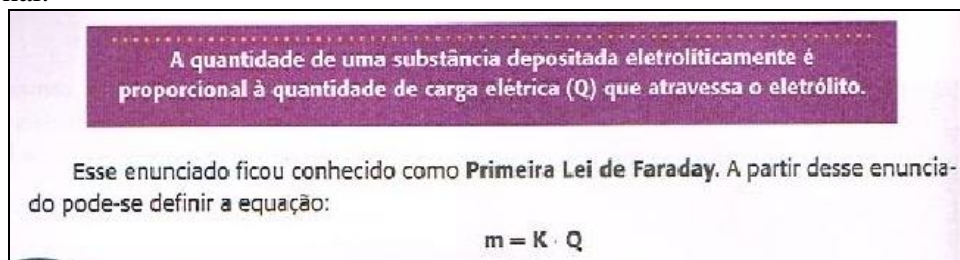 A quantidade de uma substância depositada eletroliticamente é
proporcional à quantidade de carga elétrica (Q) que atravessa o eletrólito.
Esse enunciado ficou conhecido como Primeira Lei de Faraday. A partir desse enuncia-
do pode-se definir a equação:
m = K · Q